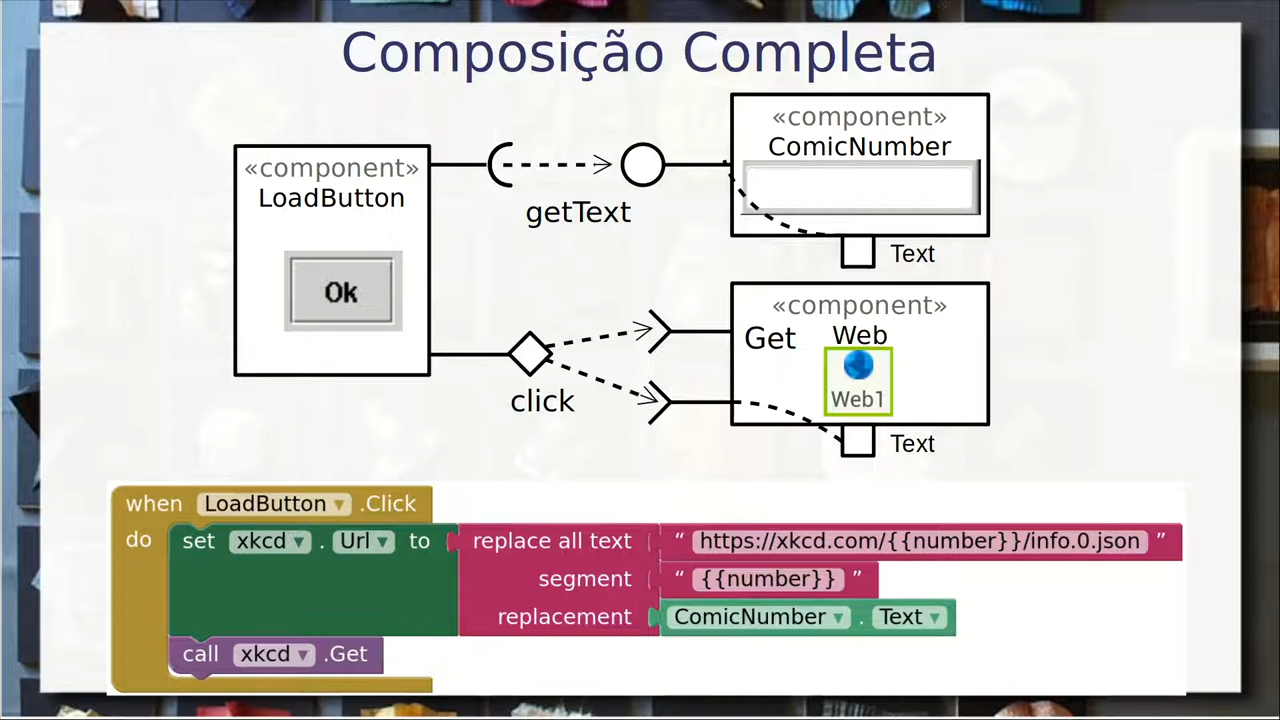 Composição Completa
«component»
LoadButton
Ok
getText
click
«component»
ComicNumber
Text
«component»
Get
Web
Web1
Text
when LoadButton ▾ .Click
do set xkcd ▾ . Url ▾ to replace all text “ https://xkcd.com/{{number}}/info.0.json ”
segment “ {{number}} ”
replacement ComicNumber ▾ . Text ▾
call xkcd ▾ .Get